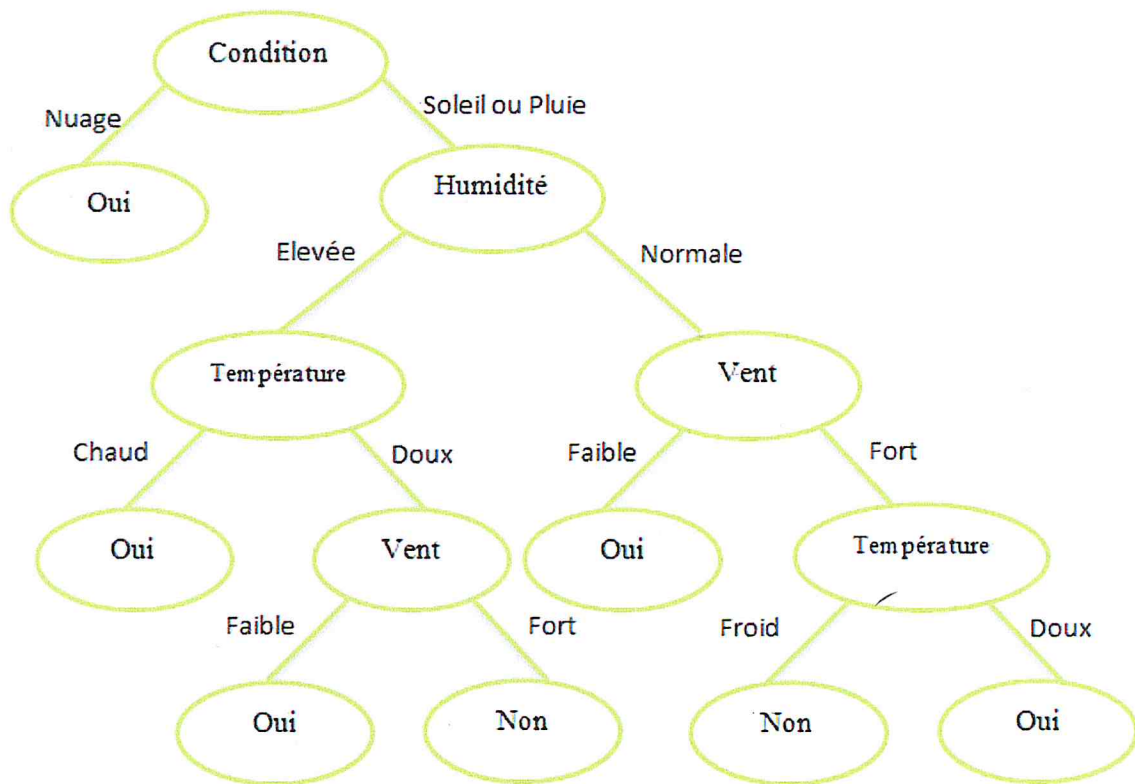 Condition
Nuage
Soleil ou Pluie
Oui
Humidité
Elevée
Normale
Température
Vent
Chaud
Doux
Faible
Fort
Oui
Vent
Oui
Température
Faible
Fort
Froid
Doux
Oui
Non
Non
Oui